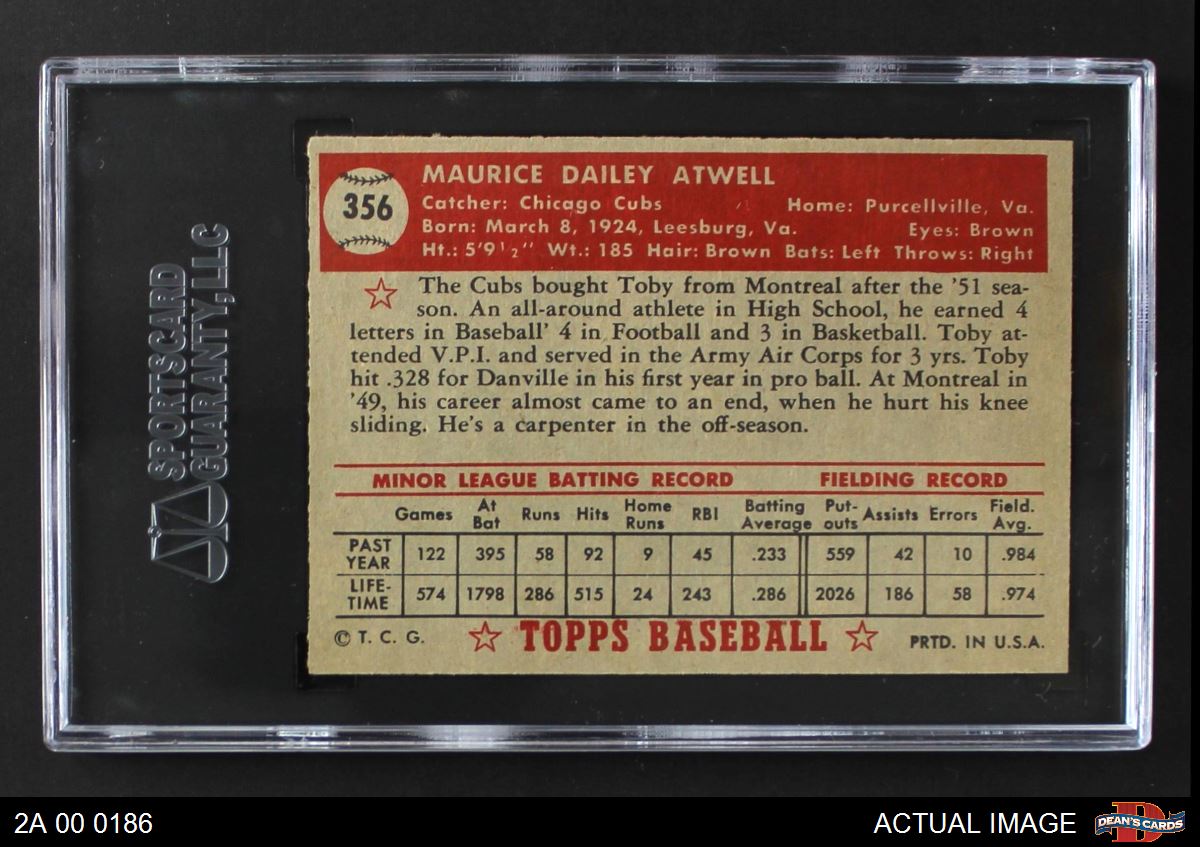 SPORTSCARD
GUARANTY, LLC
356
MAURICE DAILEY ATWELL
Catcher: Chicago Cubs Home: Purcellville, Va.
Born: March 8, 1924, Leesburg, Va. Eyes: Brown
Ht.: 5'9 1/2" Wt.: 185 Hair: Brown Bats: Left Throws: Right
The Cubs bought Toby from Montreal after the '51 sea-
son. An all-around athlete in High School, he earned 4
letters in Baseball' 4 in Football and 3 in Basketball. Toby at-
tended V.P.I. and served in the Army Air Corps for 3 yrs. Toby
hit .328 for Danville in his first year in pro ball. At Montreal in
'49, his career almost came to an end, when he hurt his knee
sliding. He's a carpenter in the off-season.
MINOR LEAGUE BATTING RECORD FIELDING RECORD
Games At Bat Runs Hits Home Runs RBI Batting Average Put-outs Assists Errors Field. Avg.
PAST YEAR 122 395 58 92 9 45 .233 559 42 10 .984
LIFE-TIME 574 1798 286 515 24 243 .286 2026 186 58 .974
© T. C. G. TOPPS BASEBALL PRTD. IN U.S.A.
2A 00 0186 ACTUAL IMAGE DEAN'S CARDS